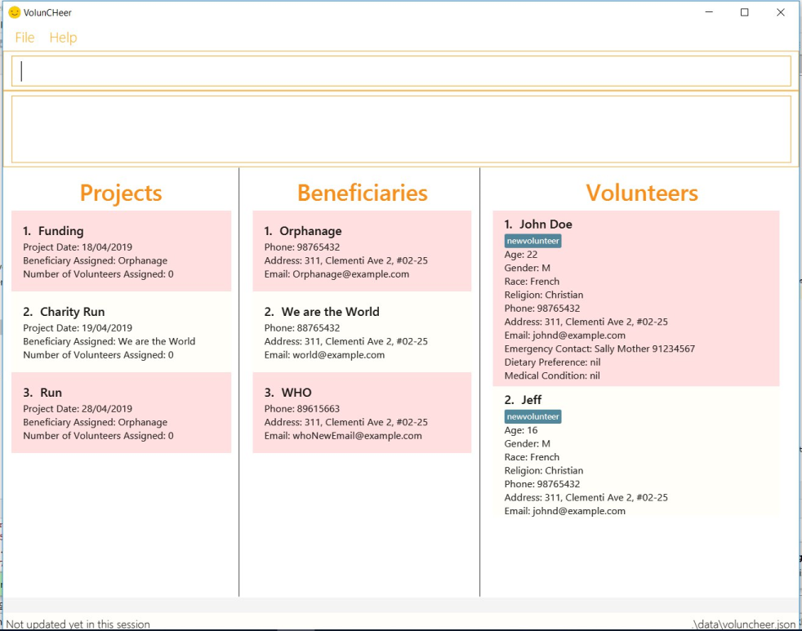 VolunCHeer
File Help
Projects
1. Funding
Project Date: 18/04/2019
Beneficiary Assigned: Orphanage
Number of Volunteers Assigned: 0
2. Charity Run
Project Date: 19/04/2019
Beneficiary Assigned: We are the World
Number of Volunteers Assigned: 0
3. Run
Project Date: 28/04/2019
Beneficiary Assigned: Orphanage
Number of Volunteers Assigned: 0
Beneficiaries
1. Orphanage
Phone: 98765432
Address: 311, Clementi Ave 2, #02-25
Email: Orphanage@example.com
2. We are the World
Phone: 88765432
Address: 311, Clementi Ave 2, #02-25
Email: world@example.com
3. WHO
Phone: 89615663
Address: 311, Clementi Ave 2, #02-25
Email: whoNewEmail@example.com
Volunteers
1. John Doe
newvolunteer
Age: 22
Gender: M
Race: French
Religion: Christian
Phone: 98765432
Address: 311, Clementi Ave 2, #02-25
Email: johnd@example.com
Emergency Contact: Sally Mother 91234567
Dietary Preference: nil
Medical Condition: nil
2. Jeff
newvolunteer
Age: 16
Gender: M
Race: French
Religion: Christian
Phone: 98765432
Address: 311, Clementi Ave 2, #02-25
Email: johnd@example.com
Not updated yet in this session
.\data\voluncheer.json